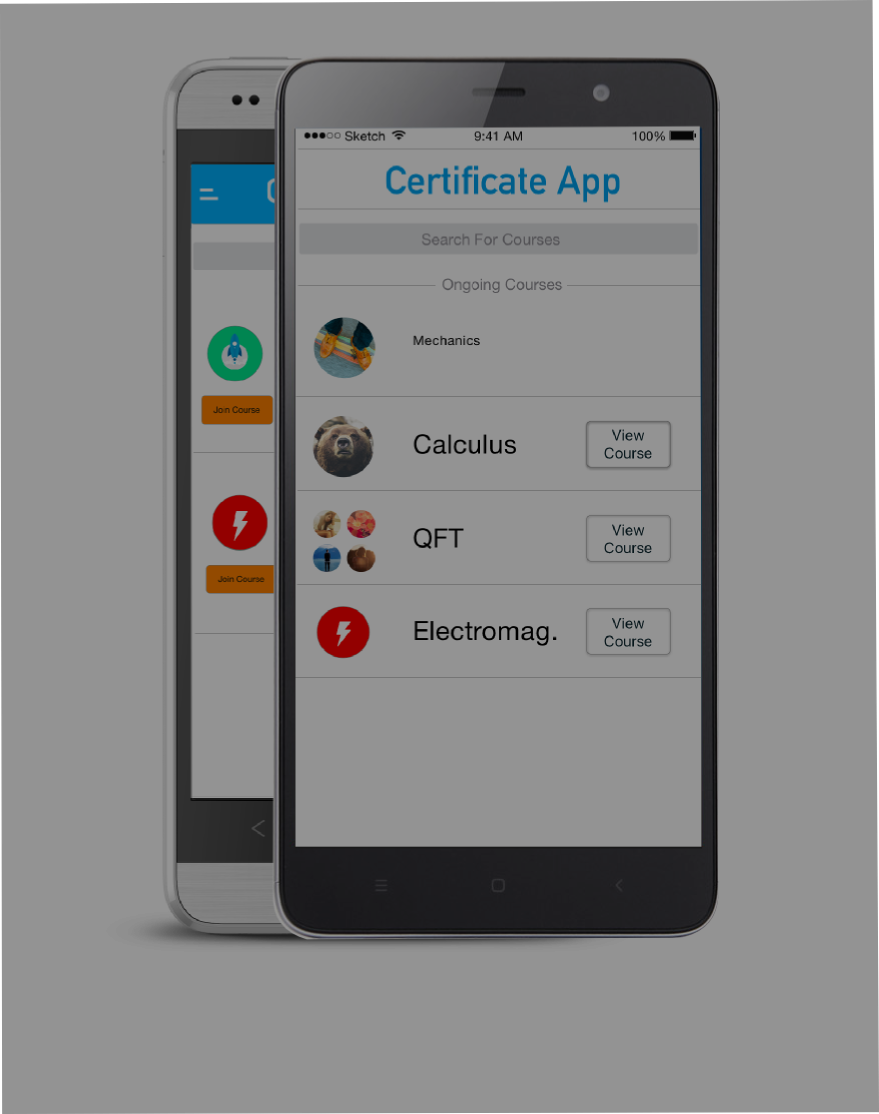 Sketch 9:41 AM 100%
Certificate App
Search For Courses
Ongoing Courses
Mechanics
Calculus
View
Course
QFT
View
Course
Electromag.
View
Course
Join Course
Join Course